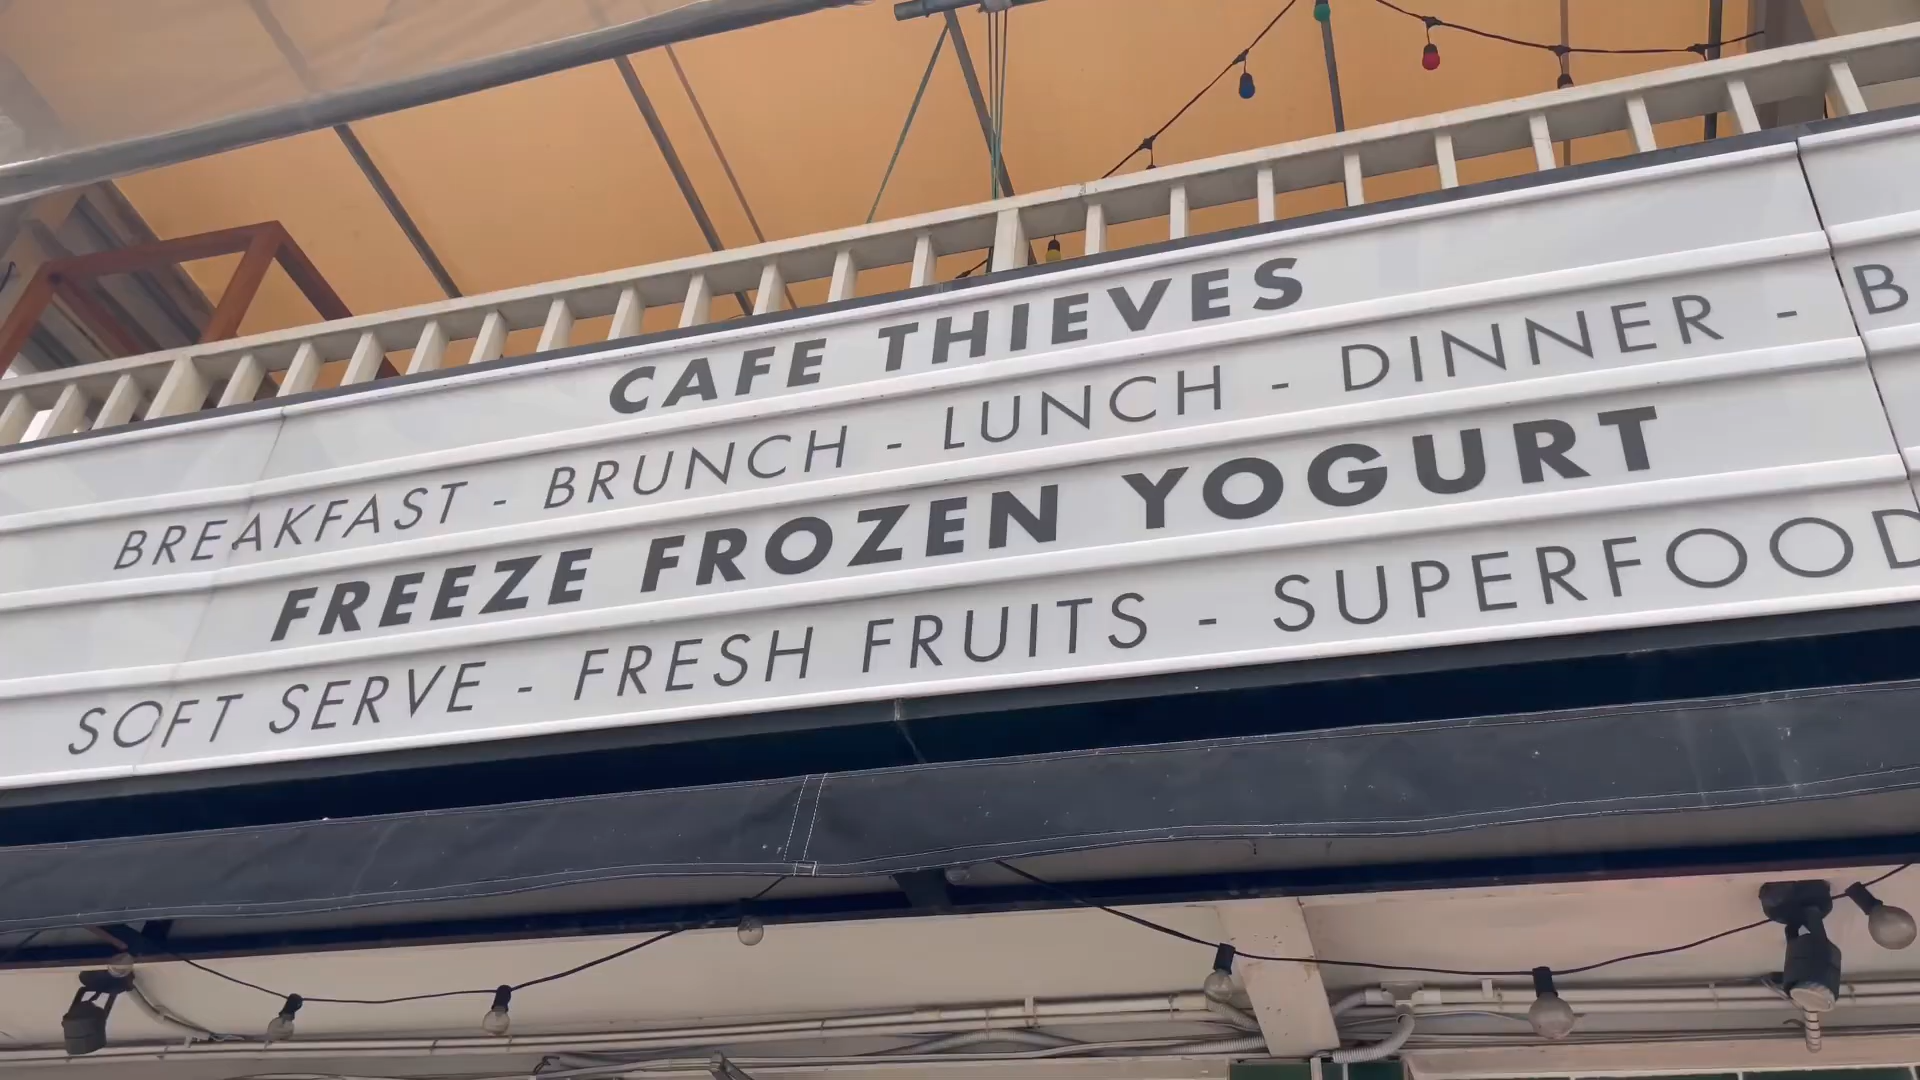 CAFE THIEVES
BREAKFAST - BRUNCH - LUNCH - DINNER - B
FREEZE FROZEN YOGURT
SOFT SERVE - FRESH FRUITS - SUPERFOOD